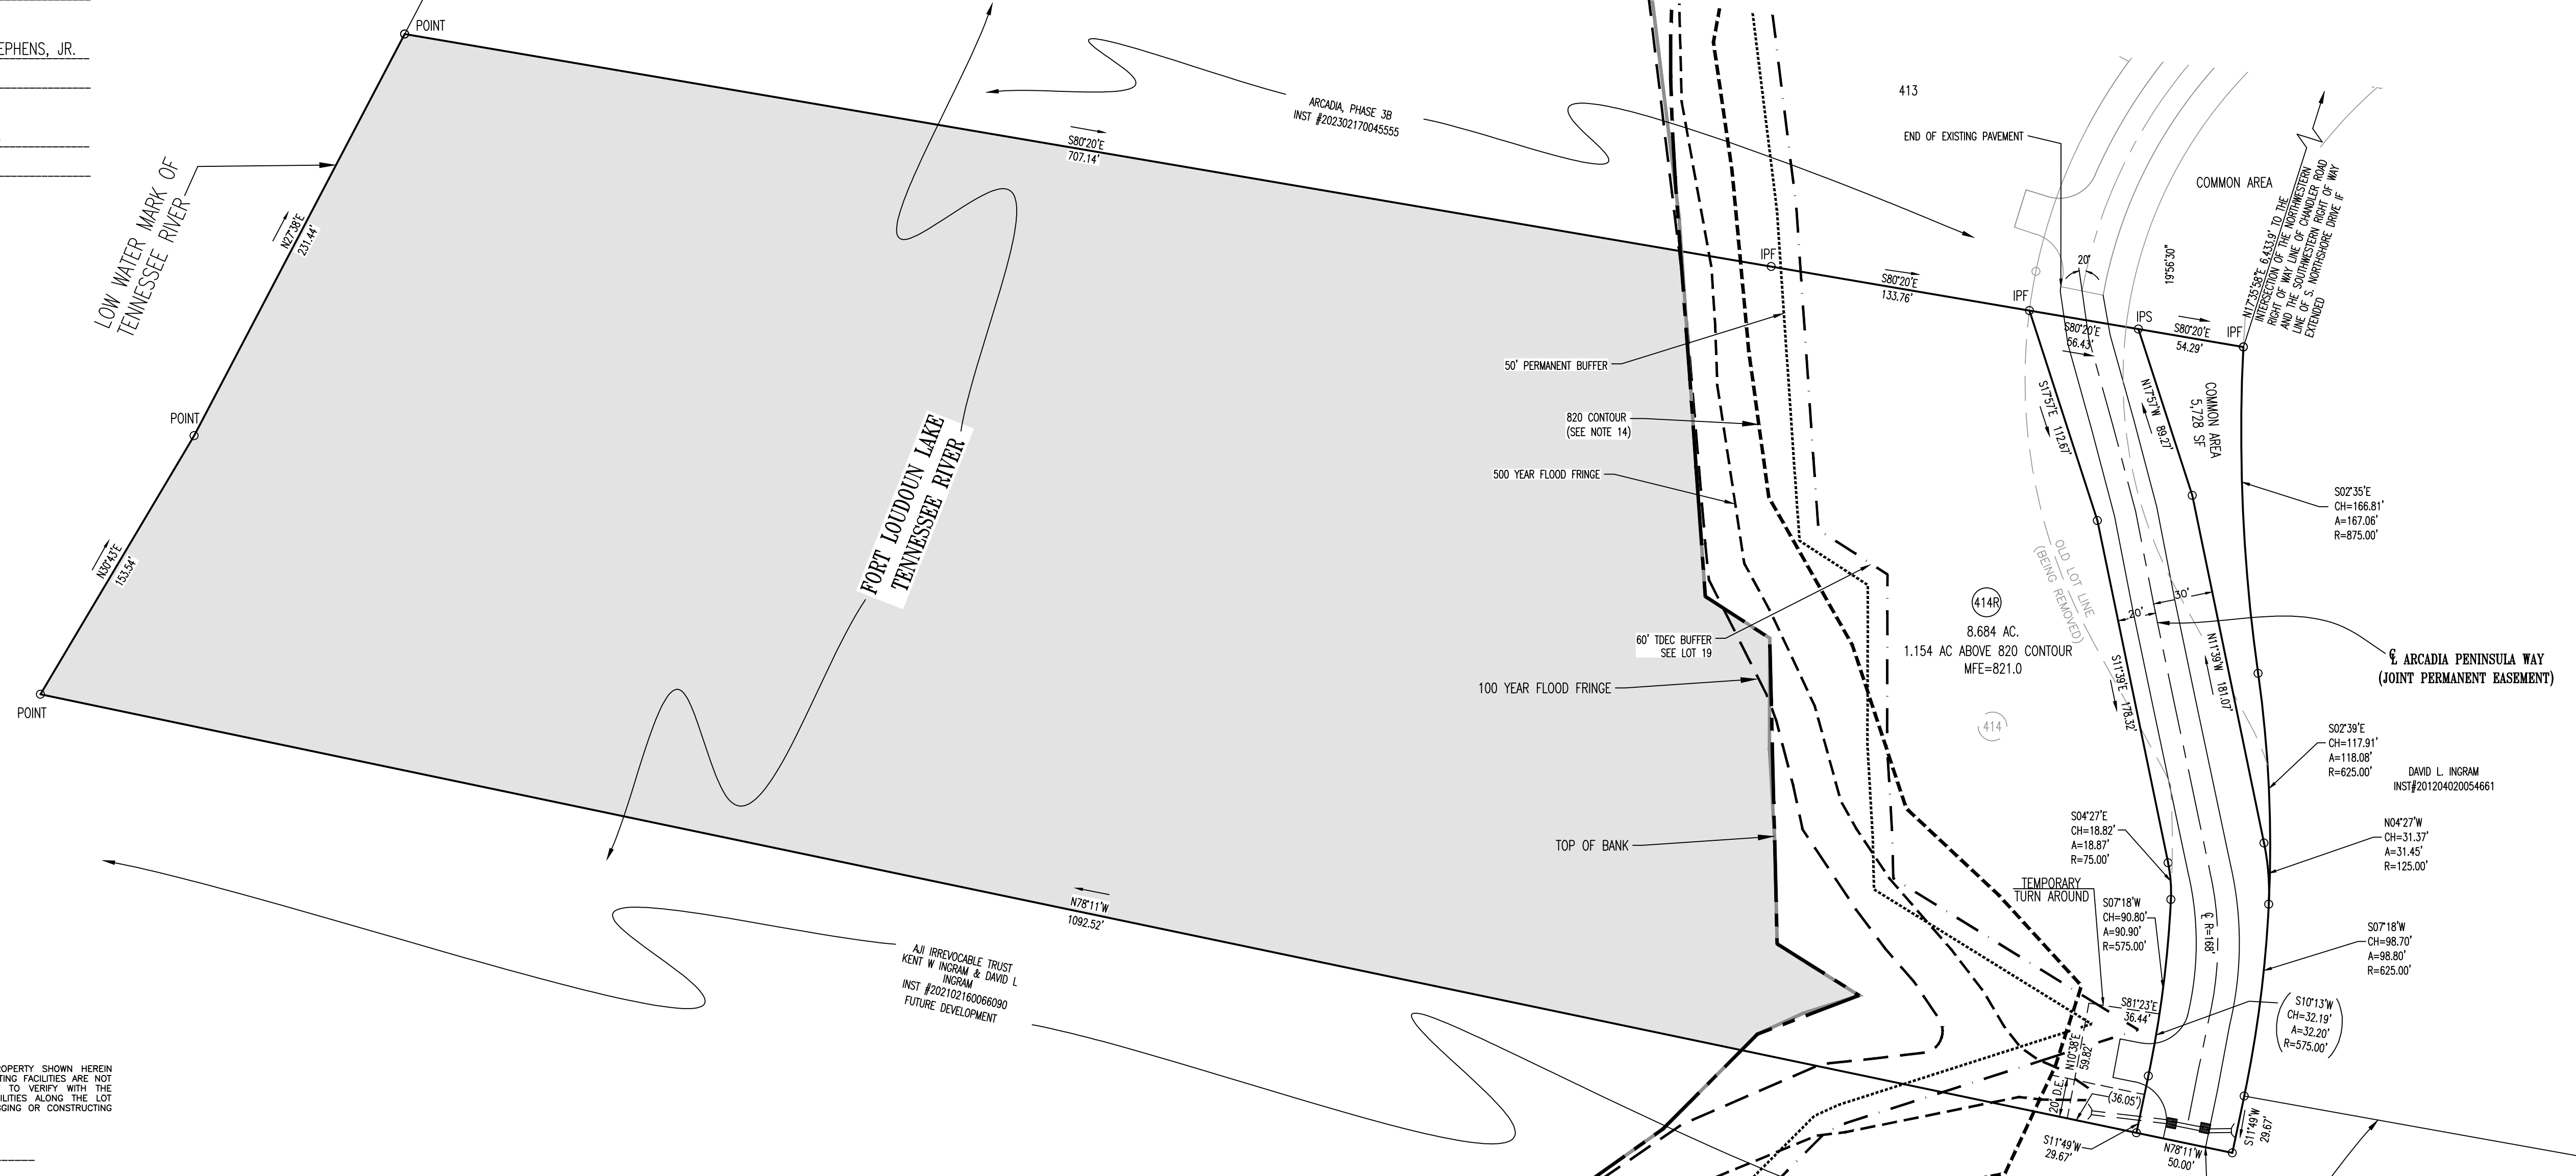 EPHENS, JR.
POINT
LOW WATER MARK OF
TENNESSEE RIVER
N27°38'E
231.44'
POINT
N30°43'E
153.54'
POINT
S80°20'E
707.14'
ARCADIA, PHASE 3B
INST #202302170045555
FORT LOUDOUN LAKE
TENNESSEE RIVER
N78°11'W
1092.52'
AJI IRREVOCABLE TRUST
KENT W INGRAM & DAVID L
INGRAM
INST #202102160066090
FUTURE DEVELOPMENT
ROPERTY SHOWN HEREIN
TING FACILITIES ARE NOT
TO VERIFY WITH THE
ILITIES ALONG THE LOT
GGING OR CONSTRUCTING
413
END OF EXISTING PAVEMENT
COMMON AREA
N17°35'58"E 6,433.9' TO THE
INTERSECTION OF THE NORTHWESTERN
RIGHT OF WAY LINE OF CHANDLER ROAD
AND THE SOUTHWESTERN RIGHT OF WAY
LINE OF S. NORTHSHORE DRIVE IF
EXTENDED
19°56'30"
20'
IPF
S80°20'E
133.76'
IPF
S80°20'E
56.43'
IPS
S80°20'E
54.29'
IPF
50' PERMANENT BUFFER
820 CONTOUR
(SEE NOTE 14)
500 YEAR FLOOD FRINGE
60' TDEC BUFFER
SEE LOT 19
100 YEAR FLOOD FRINGE
TOP OF BANK
S17°57'E 112.67'
N17°57'W 89.27'
COMMON AREA
5,728 SF
S02°35'E
CH=166.81'
A=167.06'
R=875.00'
OLD LOT LINE
(BEING REMOVED)
414R
8.684 AC.
1.154 AC ABOVE 820 CONTOUR
MFE=821.0
414
20'
30'
S11°39'E 178.32'
N11°39'W 181.07'
℄ ARCADIA PENINSULA WAY
(JOINT PERMANENT EASEMENT)
S02°39'E
CH=117.91'
A=118.08'
R=625.00'
DAVID L. INGRAM
INST#201204020054661
S04°27'E
CH=18.82'
A=18.87'
R=75.00'
N04°27'W
CH=31.37'
A=31.45'
R=125.00'
TEMPORARY
TURN AROUND
S07°18'W
CH=90.80'
A=90.90'
R=575.00'
℄ R=168'
S07°18'W
CH=98.70'
A=98.80'
R=625.00'
S81°23'E
36.44'
S10°13'W
CH=32.19'
A=32.20'
R=575.00'
N10°38'E
59.82'
20' D.E.
(36.05')
S11°49'W
29.67'
N78°11'W
50.00'
S11°49'W
29.67'